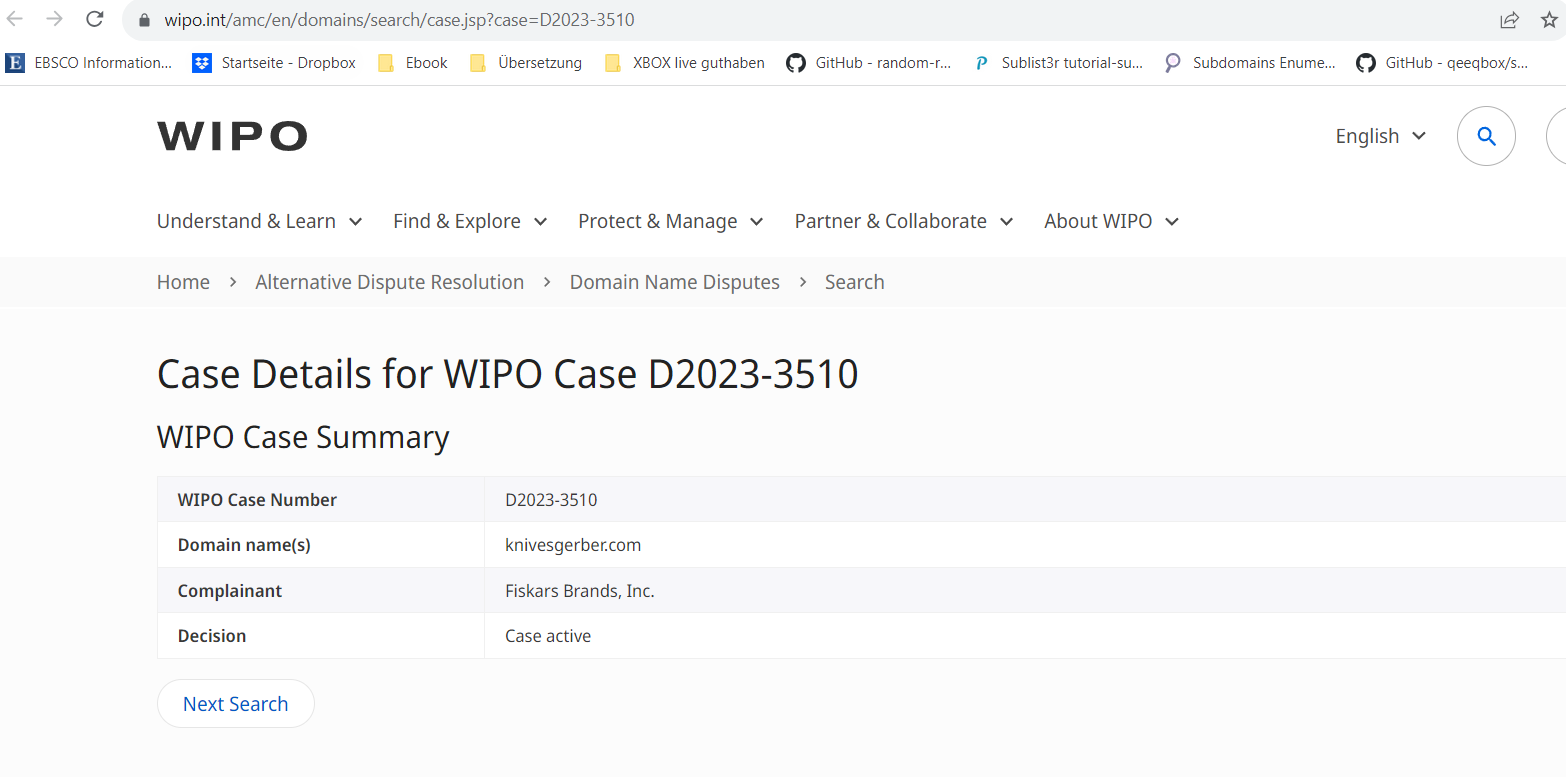 wipo.int/amc/en/domains/search/case.jsp?case=D2023-3510
E EBSCO Information... Startseite - Dropbox Ebook Übersetzung XBOX live guthaben GitHub - random-r... Sublist3r tutorial-su... Subdomains Enume... GitHub - qeeqbox/s...
WIPO
English
Understand & Learn Find & Explore Protect & Manage Partner & Collaborate About WIPO
Home > Alternative Dispute Resolution > Domain Name Disputes > Search
Case Details for WIPO Case D2023-3510
WIPO Case Summary
WIPO Case Number D2023-3510
Domain name(s) knivesgerber.com
Complainant Fiskars Brands, Inc.
Decision Case active
Next Search